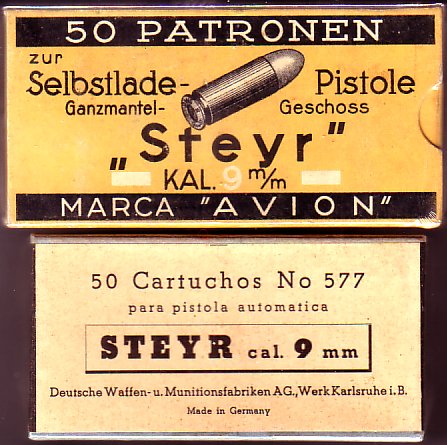 50 PATRONEN
zur
Selbstlade- Pistole
Ganzmantel- Geschoss
„Steyr"
KAL. 9 m/m
MARCA "AVION"
50 Cartuchos No 577
para pistola automatica
STEYR cal. 9 mm
Deutsche Waffen- u. Munitionsfabriken AG., Werk Karlsruhe i. B.
Made in Germany